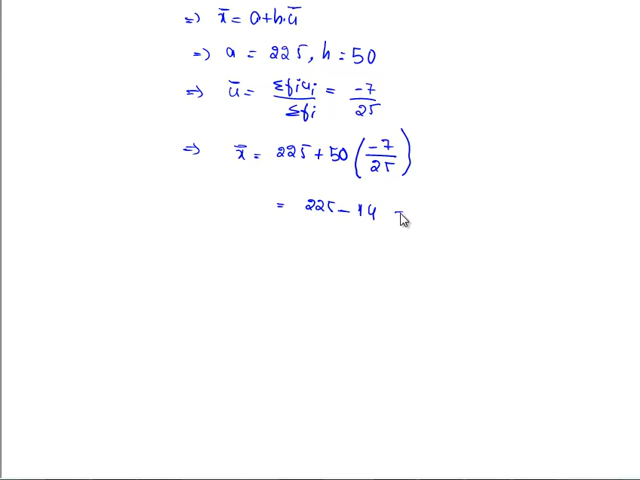 => x̄ = a+h·ū
=> a = 225, h = 50
=> ū = Σfiui/Σfi = -7/25
=> x̄ = 225 + 50 (-7/25)
= 225 - 14 =